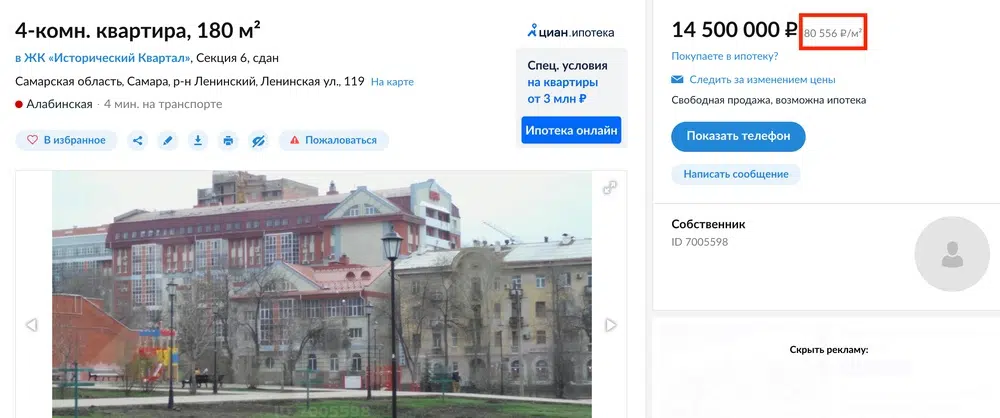 4-комн. квартира, 180 м²
в ЖК «Исторический Квартал», Секция 6, сдан
Самарская область, Самара, р-н Ленинский, Ленинская ул., 119 На карте
Алабинская · 4 мин. на транспорте
В избранное
Пожаловаться
циан.ипотека
Спец. условия
на квартиры
от 3 млн ₽
Ипотека онлайн
ID 7005598
14 500 000 ₽ 80 556 ₽/м²
Покупаете в ипотеку?
Следить за изменением цены
Свободная продажа, возможна ипотека
Показать телефон
Написать сообщение
Собственник
ID 7005598
Скрыть рекламу: